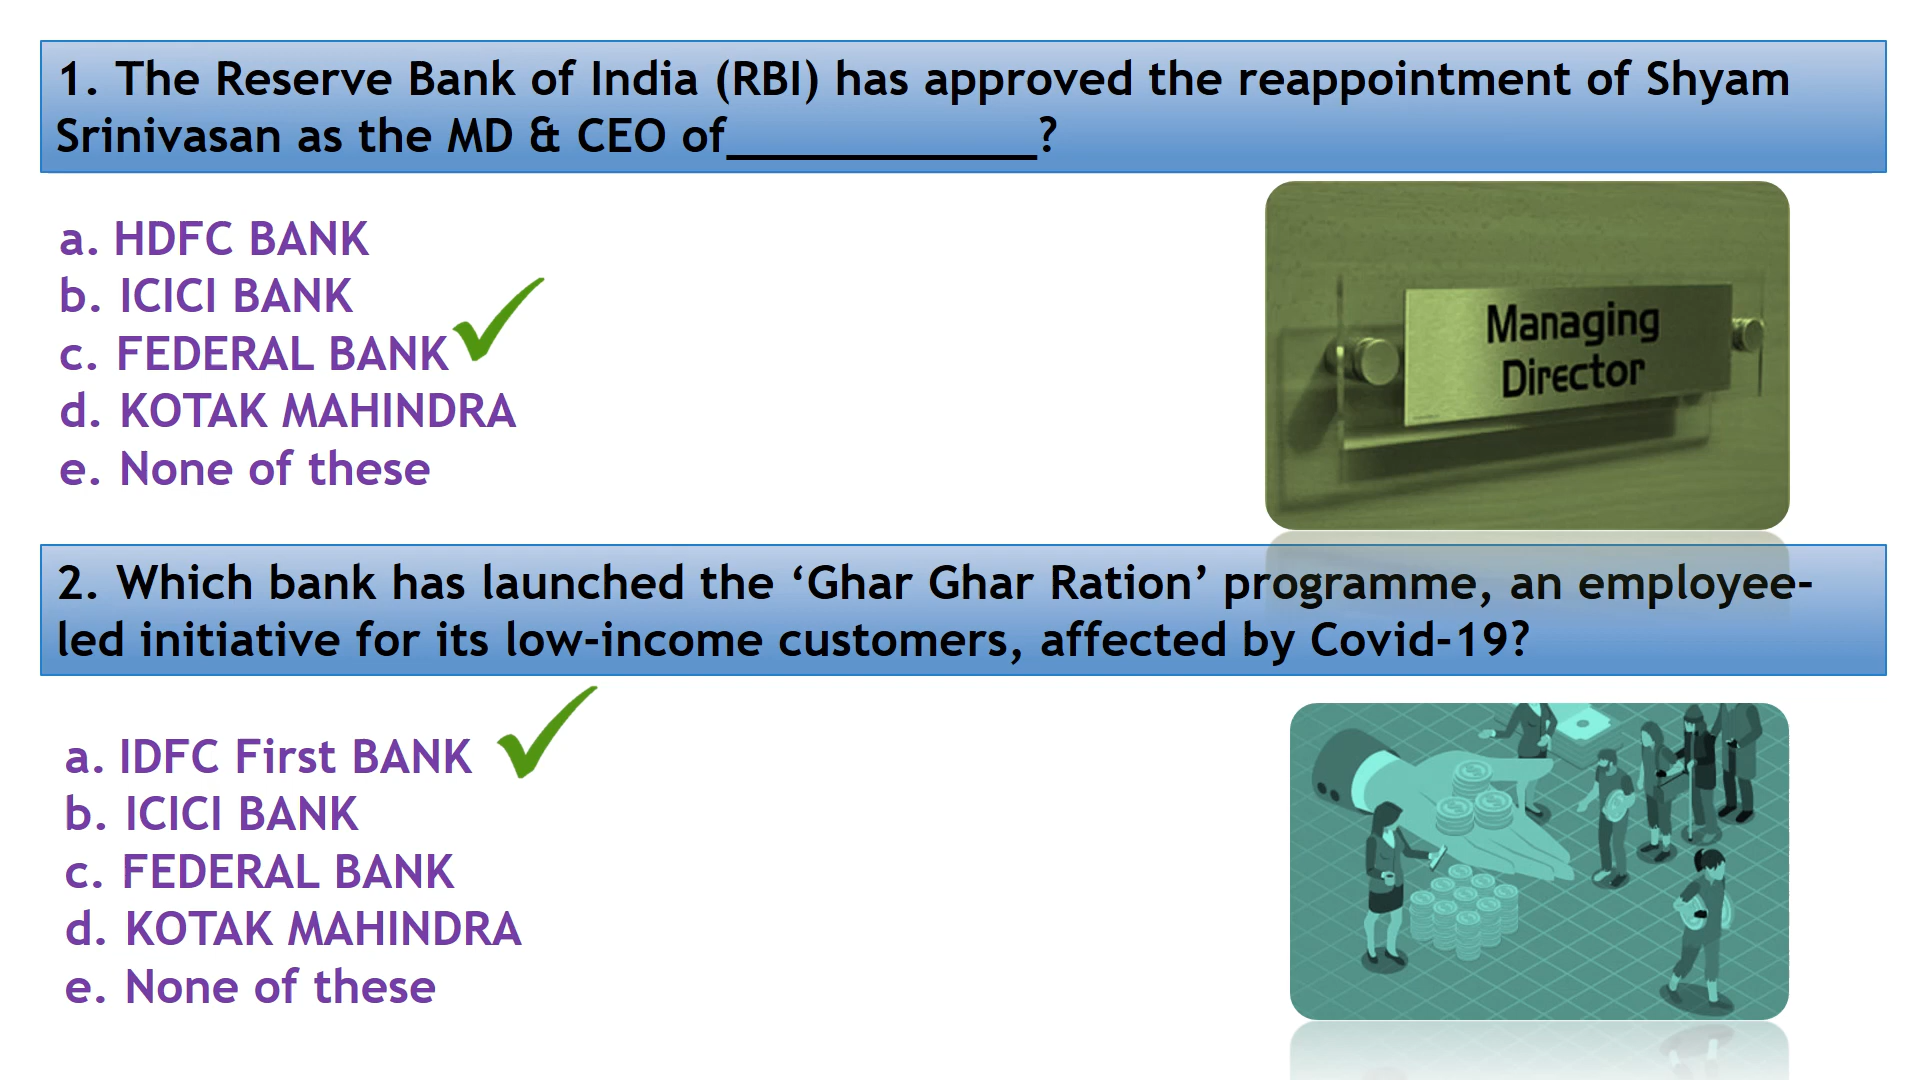 1. The Reserve Bank of India (RBI) has approved the reappointment of Shyam
Srinivasan as the MD & CEO of_____________?
a. HDFC BANK
b. ICICI BANK
c. FEDERAL BANK
d. KOTAK MAHINDRA
e. None of these
Managing
Director
2. Which bank has launched the ‘Ghar Ghar Ration’ programme, an employee-
led initiative for its low-income customers, affected by Covid-19?
a. IDFC First BANK
b. ICICI BANK
c. FEDERAL BANK
d. KOTAK MAHINDRA
e. None of these